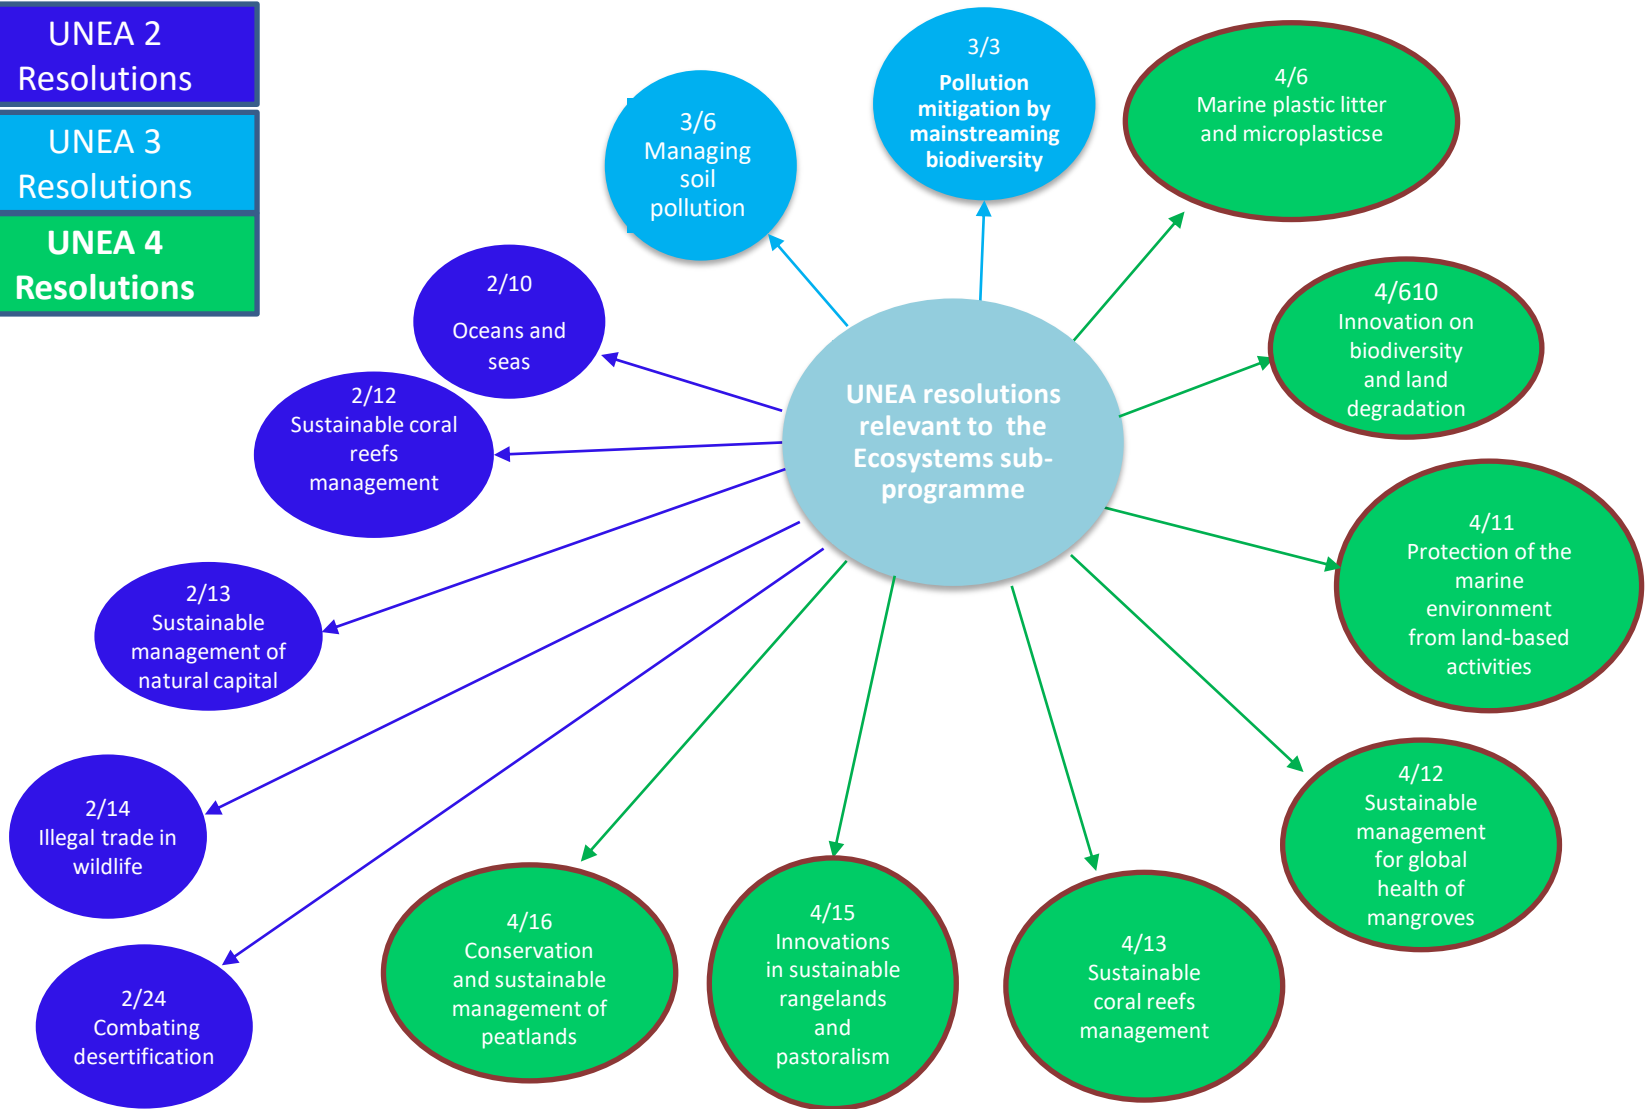 UNEA 2
Resolutions
UNEA 3
Resolutions
UNEA 4
Resolutions
3/6
Managing
soil
pollution
3/3
Pollution
mitigation by
mainstreaming
biodiversity
4/6
Marine plastic litter
and microplasticse
2/10
Oceans and
seas
4/610
Innovation on
biodiversity
and land
degradation
2/12
Sustainable coral
reefs
management
UNEA resolutions
relevant to the
Ecosystems sub-
programme
4/11
Protection of the
marine
environment
from land-based
activities
2/13
Sustainable
management of
natural capital
4/12
Sustainable
management
for global
health of
mangroves
2/14
Illegal trade in
wildlife
4/16
Conservation
and sustainable
management of
peatlands
4/15
Innovations
in sustainable
rangelands
and
pastoralism
4/13
Sustainable
coral reefs
management
2/24
Combating
desertification